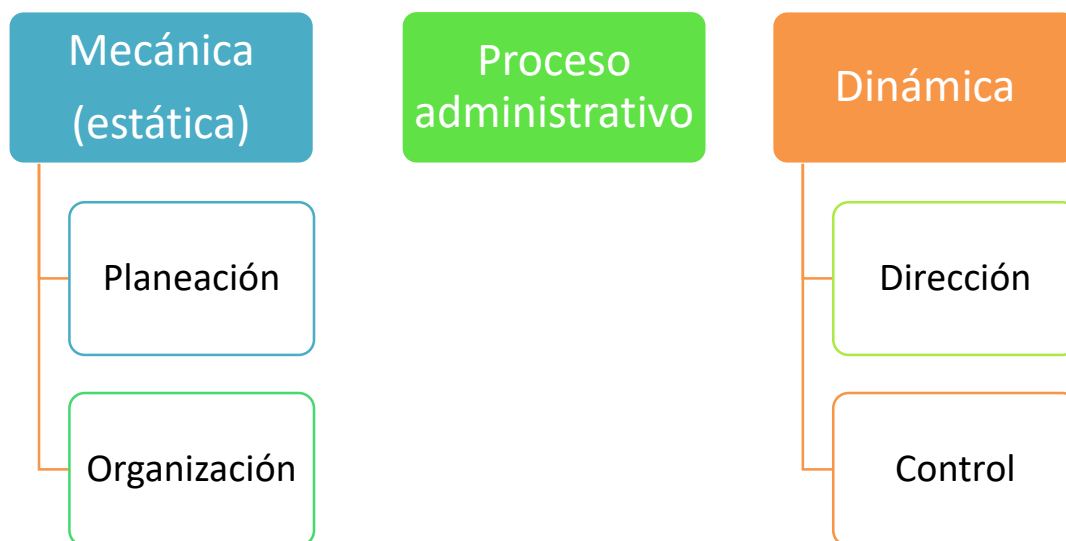 Mecánica
(estática)
Planeación
Organización
Proceso
administrativo
Dinámica
Dirección
Control